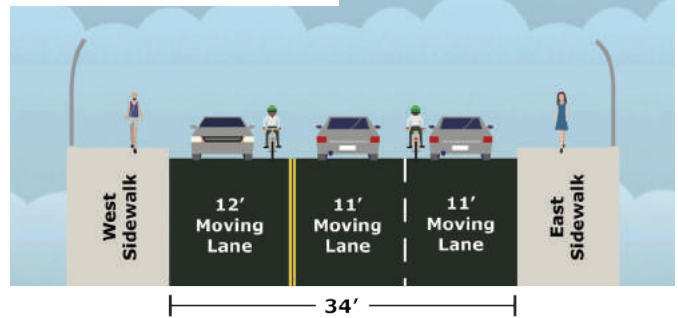 West
Sidewalk
12’
Moving
Lane
11’
Moving
Lane
11’
Moving
Lane
East
Sidewalk
34’